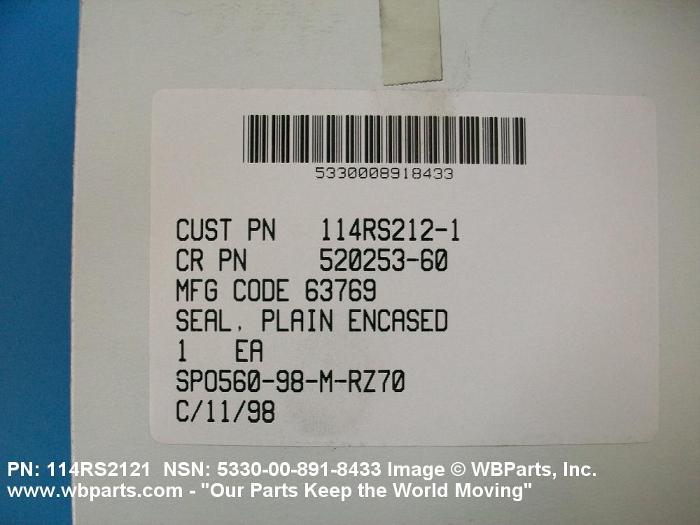 5330008918433
CUST PN 114RS212-1
CR PN 520253-60
MFG CODE 63769
SEAL, PLAIN ENCASED
1 EA
SPO560-98-M-RZ70
C/11/98
PN: 114RS2121 NSN: 5330-00-891-8433 Image © WBParts, Inc.
www.wbparts.com - "Our Parts Keep the World Moving"